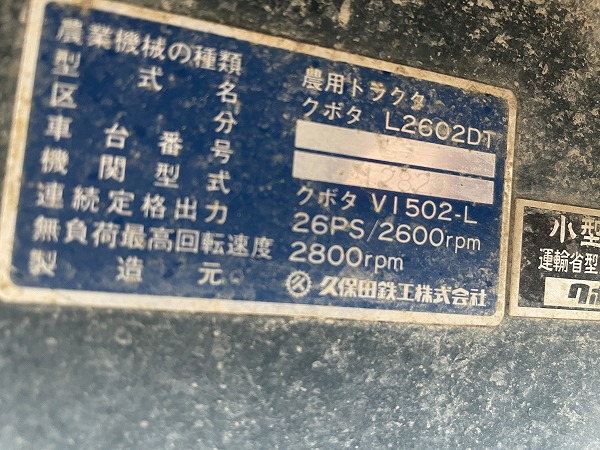 農業機械の種類 農用トラクタ
型式名 クボタ L2602DT
区分
車台番号 1282
機関型式 クボタ V1502-L
連続定格出力 26PS/2600rpm
無負荷最高回転速度 2800rpm
製造元 久保田鉄工株式会社
小型
運輸省型